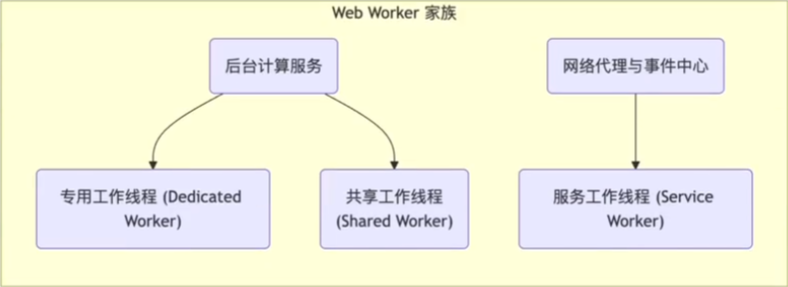 Web Worker 家族
后台计算服务
网络代理与事件中心
专用工作线程 (Dedicated
Worker)
共享工作线程
(Shared Worker)
服务工作线程 (Service
Worker)